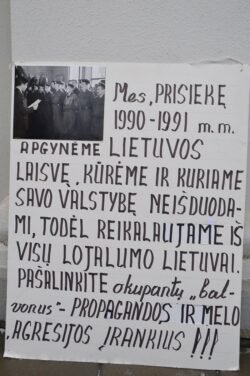 Mes, PRISIEKĘ
1990-1991 m.m.
APGYNĖME LIETUVOS
LAISVĘ, KŪRĖME IR KURIAME
SAVO VALSTYBĘ NEIŠDUODA-
MI, TODĖL REIKALAUJAME IŠ
VISŲ LOJALUMO LIETUVAI.
PAŠALINKITE okupantų „bal-
vonus" - PROPAGANDOS IR MELO,
AGRESIJOS ĮRANKIUS !!!